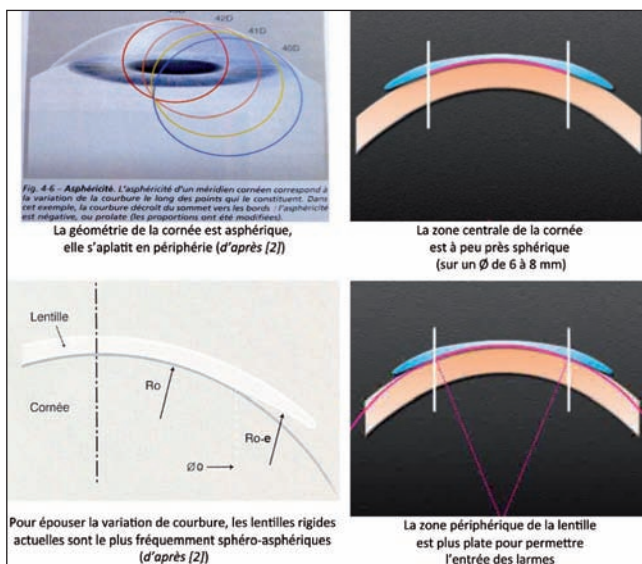 42D
41D
40D
Fig. 4-6 – Asphéricité. L'asphéricité d'un méridien cornéen correspond à
la variation de la courbure le long des points qui le constituent. Dans
cet exemple, la courbure décroît du sommet vers les bords : l'asphéricité
est négative, ou prolate (les proportions ont été modifiées).
La géométrie de la cornée est asphérique,
elle s'aplatit en périphérie (d'après [2])
La zone centrale de la cornée
est à peu près sphérique
(sur un Ø de 6 à 8 mm)
Lentille
Cornée
Ro
Ro-e
Ø0
Pour épouser la variation de courbure, les lentilles rigides
actuelles sont le plus fréquemment sphéro-asphériques
(d'après [2])
La zone périphérique de la lentille
est plus plate pour permettre
l'entrée des larmes